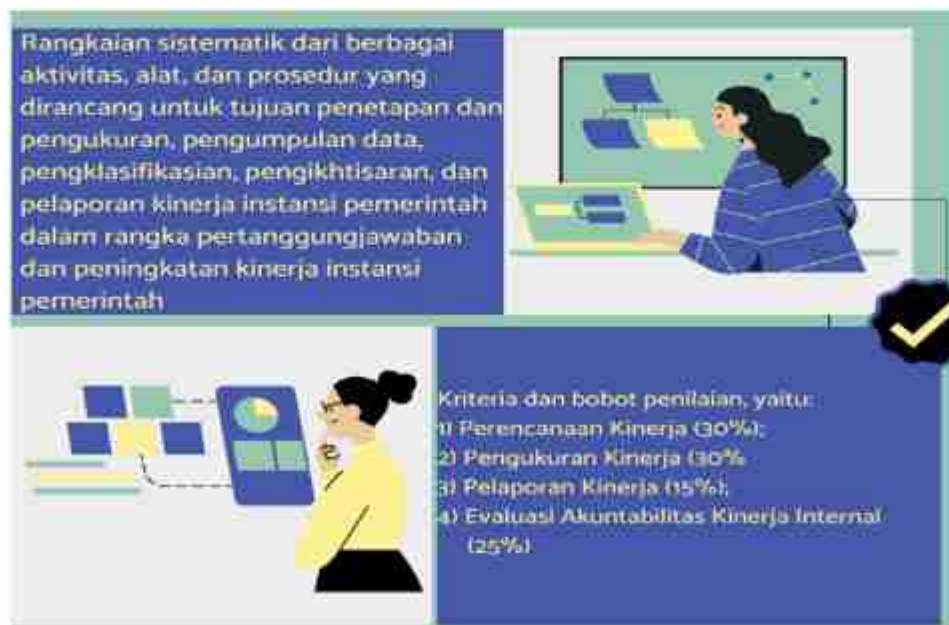 Rangkaian sistematik dari berbagai
aktivitas, alat, dan prosedur yang
dirancang untuk tujuan penetapan dan
pengukuran, pengumpulan data,
pengklasifikasian, pengikhtisaran, dan
pelaporan kinerja instansi pemerintah
dalam rangka pertanggungjawaban
dan peningkatan kinerja instansi
pemerintah
Kriteria dan bobot penilaian, yaitu:
1) Perencanaan Kinerja (30%);
2) Pengukuran Kinerja (30%
3) Pelaporan Kinerja (15%);
4) Evaluasi Akuntabilitas Kinerja Internal
(25%)